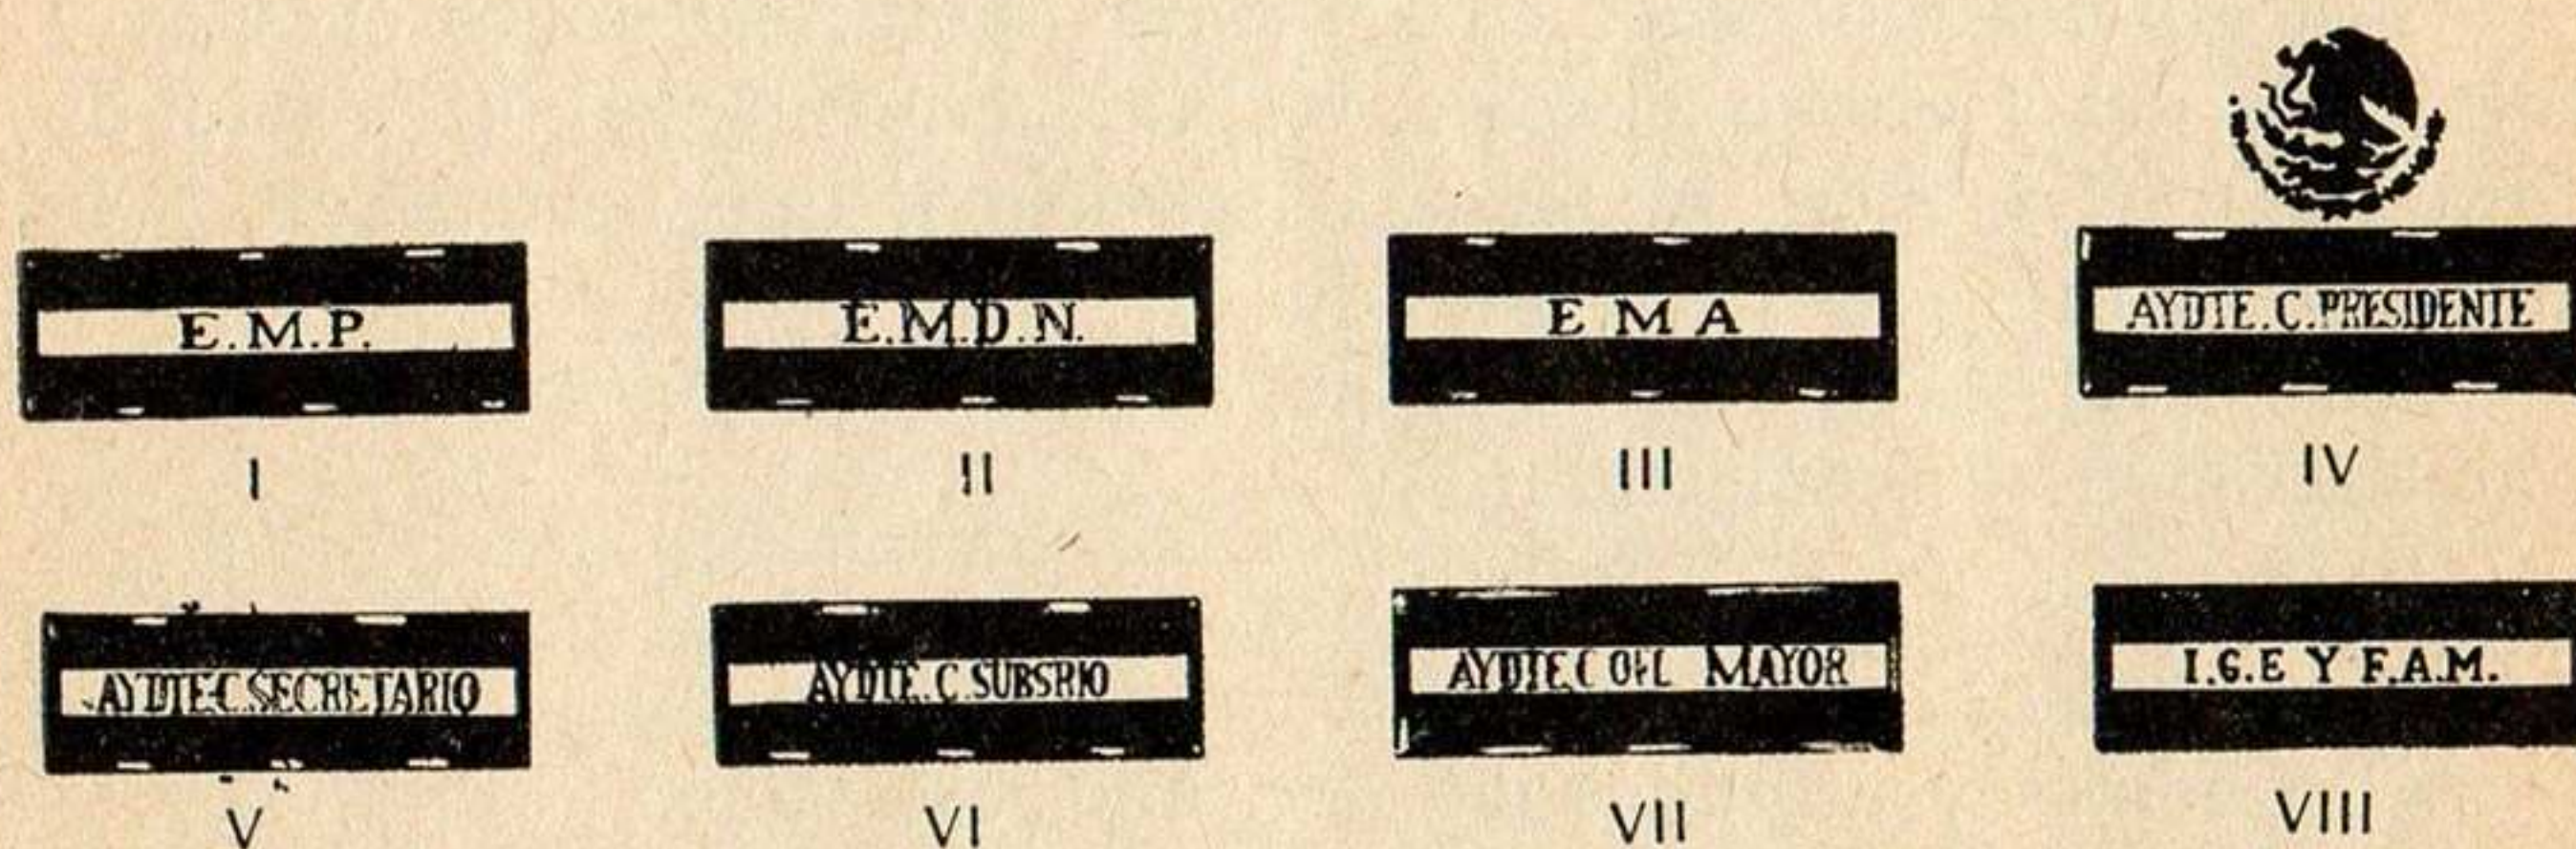 E.M.P.
E.M.D.N.
E M A
AYDTE.C.PRESIDENTE
I
II
III
IV
AYDTE.C.SECRETARIO
AYDTE.C.SUBSRIO
AYDTE.C OFL MAYOR
I.G.E Y F.A.M.
V
VI
VII
VIII